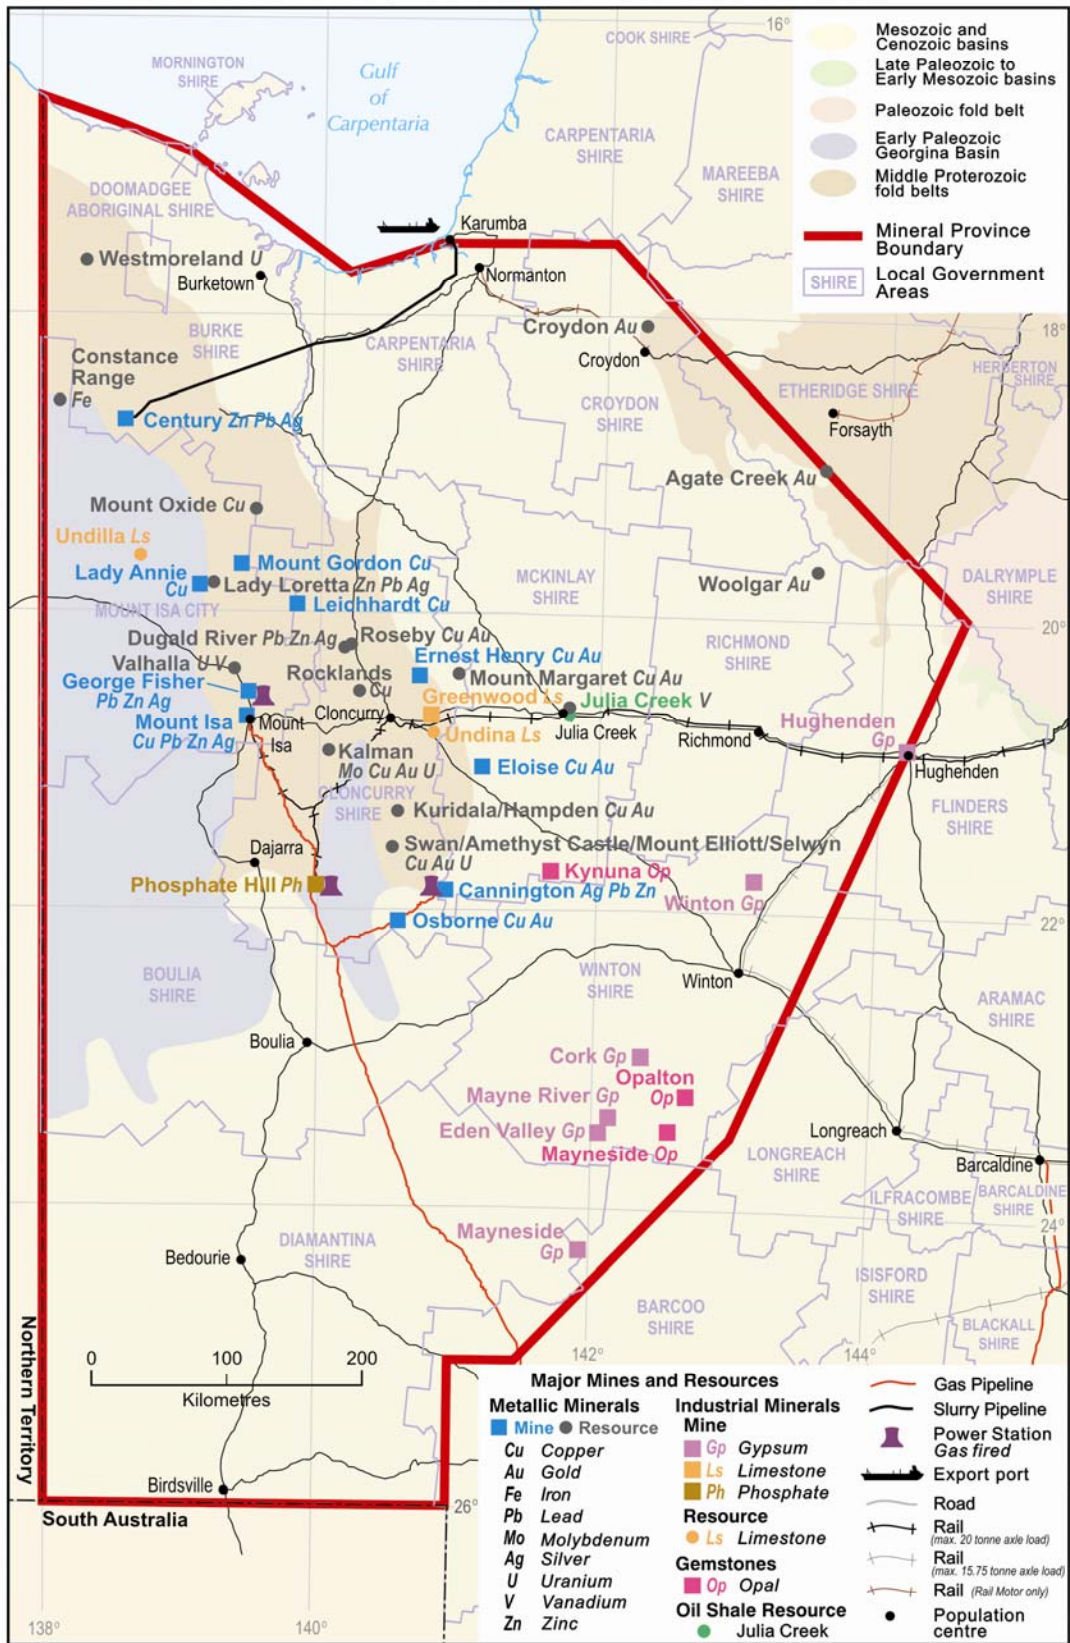 16°
COOK SHIRE
MORNINGTON
SHIRE
Gulf
of
Carpentaria
CARPENTARIA
SHIRE
MAREEBA
SHIRE
DOOMADGEE
ABORIGINAL SHIRE
Mesozoic and
Cenozoic basins
Late Paleozoic to
Early Mesozoic basins
Paleozoic fold belt
Early Paleozoic
Georgina Basin
Middle Proterozoic
fold belts
Mineral Province
Boundary
SHIRE
Local Government
Areas
Karumba
Normanton
Westmoreland U
Burketown
BURKE
SHIRE
CARPENTARIA
SHIRE
Croydon Au
Croydon
18°
Constance
Range
Fe
Century Zn Pb Ag
CROYDON
SHIRE
ETHERIDGE SHIRE
HERBERTON
SHIRE
Forsayth
Agate Creek Au
Mount Oxide Cu
Undilla Ls
Lady Annie
Cu
Mount Gordon Cu
Lady Loretta Zn Pb Ag
Leichhardt Cu
MOUNT ISA CITY
MCKINLAY
SHIRE
Woolgar Au
DALRYMPLE
SHIRE
20°
Dugald River Pb Zn Ag
Roseby Cu Au
Valhalla U V
Ernest Henry Cu Au
RICHMOND
SHIRE
George Fisher
Pb Zn Ag
Rocklands
Cu
Mount Margaret Cu Au
Greenwood Ls
Julia Creek V
Mount Isa
Cu Pb Zn Ag
Mount
Isa
Cloncurry
Undina Ls
Julia Creek
Richmond
Hughenden
Gp
Hughenden
Kalman
Mo Cu Au U
Eloise Cu Au
CLONCURRY
SHIRE
Kuridala/Hampden Cu Au
FLINDERS
SHIRE
Dajarra
Swan/Amethyst Castle/Mount Elliott/Selwyn
Cu Au U
Phosphate Hill Ph
Kynuna Op
Cannington Ag Pb Zn
Winton Gp
Osborne Cu Au
22°
BOULIA
SHIRE
WINTON
SHIRE
Winton
ARAMAC
SHIRE
Boulia
Cork Gp
Opalton
Op
Mayne River Gp
Eden Valley Gp
Mayneside Op
Longreach
LONGREACH
SHIRE
Barcaldine
ILFRACOMBE
SHIRE
BARCALDINE
SHIRE
24°
Mayneside
Gp
DIAMANTINA
SHIRE
Bedourie
ISISFORD
SHIRE
BARCOO
SHIRE
BLACKALL
SHIRE
142°
144°
Northern Territory
0 100 200
Kilometres
Birdsville
South Australia
26°
138°
140°
Major Mines and Resources
Metallic Minerals
Mine Resource
Cu Copper
Au Gold
Fe Iron
Pb Lead
Mo Molybdenum
Ag Silver
U Uranium
V Vanadium
Zn Zinc
Industrial Minerals
Mine
Gp Gypsum
Ls Limestone
Ph Phosphate
Resource
Ls Limestone
Gemstones
Op Opal
Oil Shale Resource
Julia Creek
Gas Pipeline
Slurry Pipeline
Power Station
Gas fired
Export port
Road
Rail
(max. 20 tonne axle load)
Rail
(max. 15.75 tonne axle load)
Rail (Rail Motor only)
Population
centre